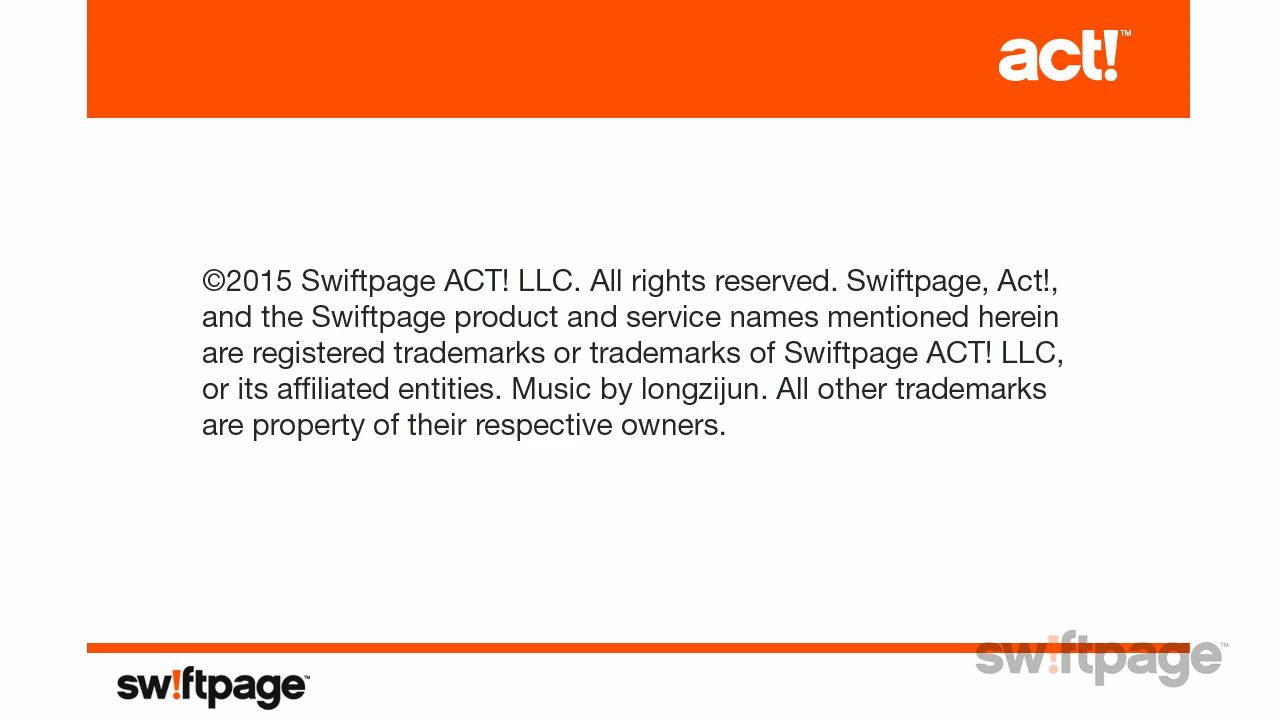 act!™
©2015 Swiftpage ACT! LLC. All rights reserved. Swiftpage, Act!,
and the Swiftpage product and service names mentioned herein
are registered trademarks or trademarks of Swiftpage ACT! LLC,
or its affiliated entities. Music by longzijun. All other trademarks
are property of their respective owners.
sw!ftpage™
sw!ftpage™